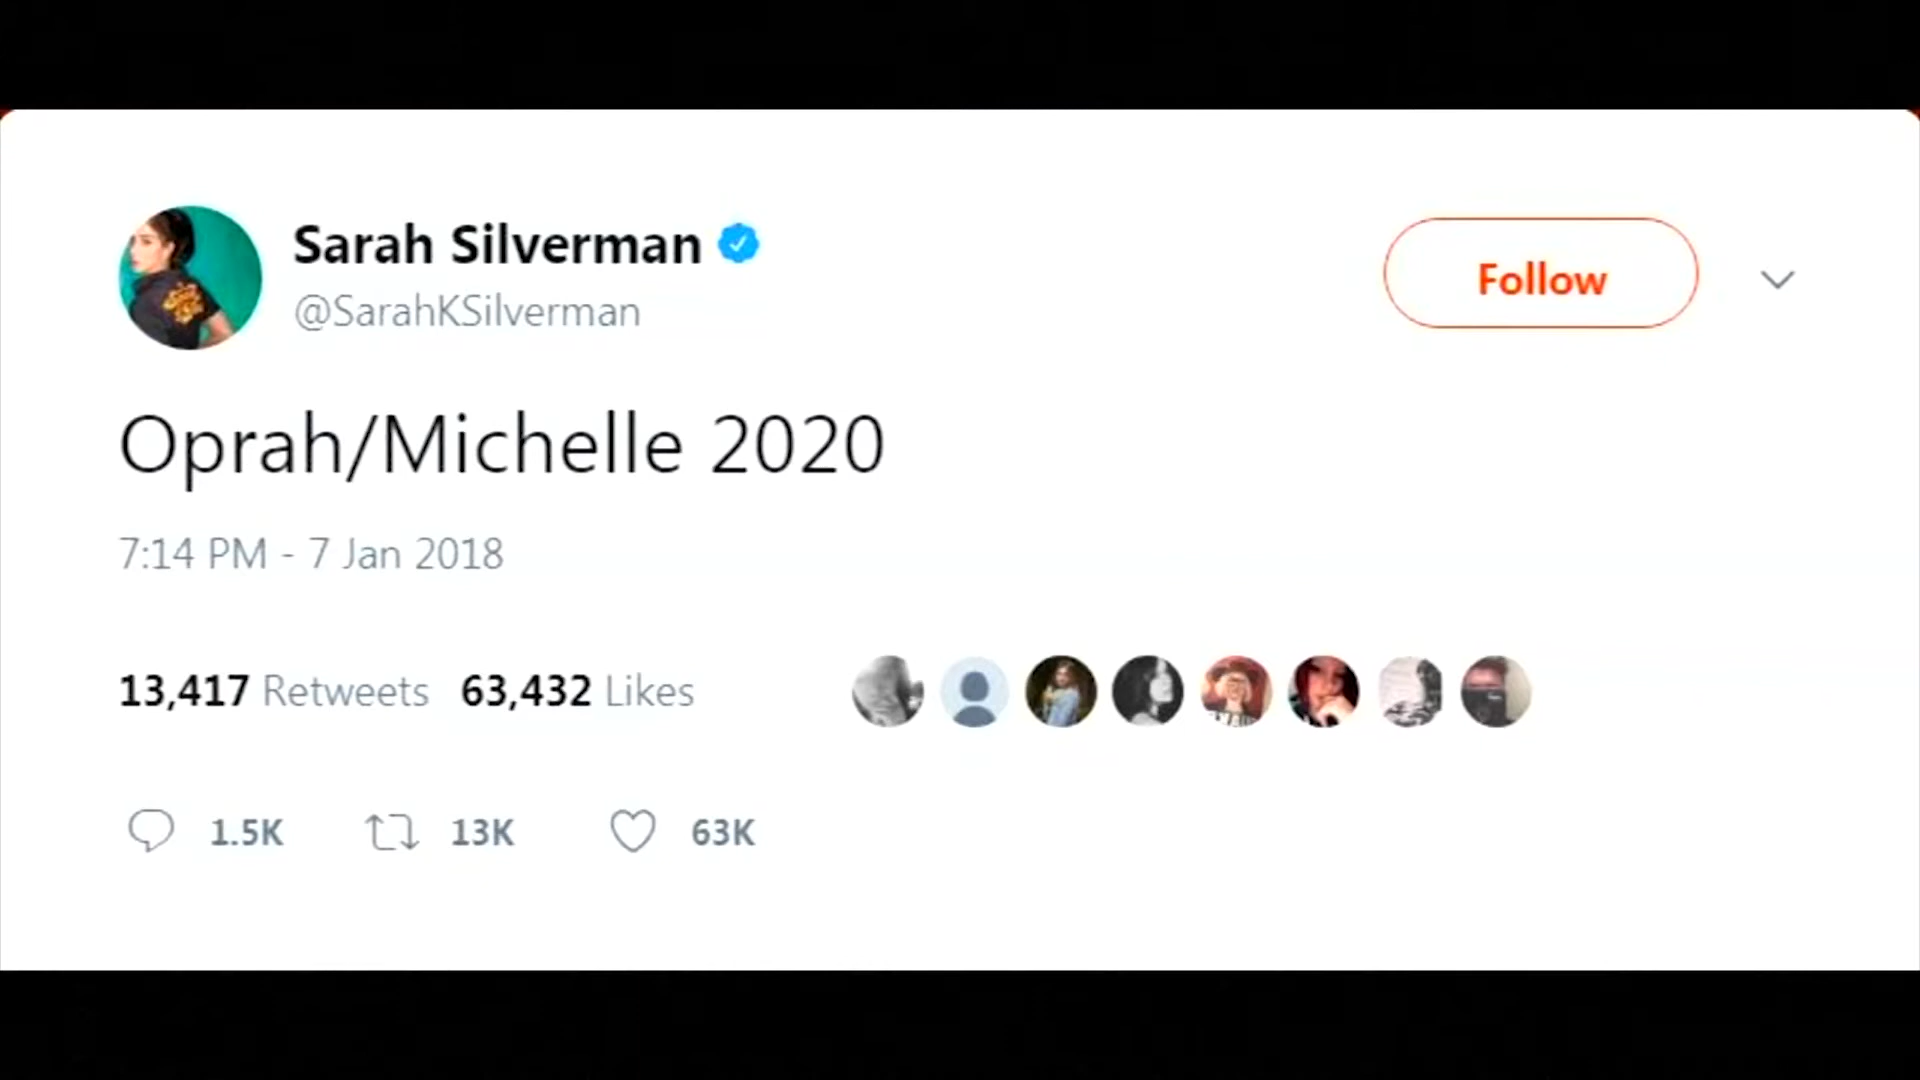 Sarah Silverman
@SarahKSilverman
Follow
Oprah/Michelle 2020
7:14 PM - 7 Jan 2018
13,417 Retweets 63,432 Likes
1.5K 13K 63K